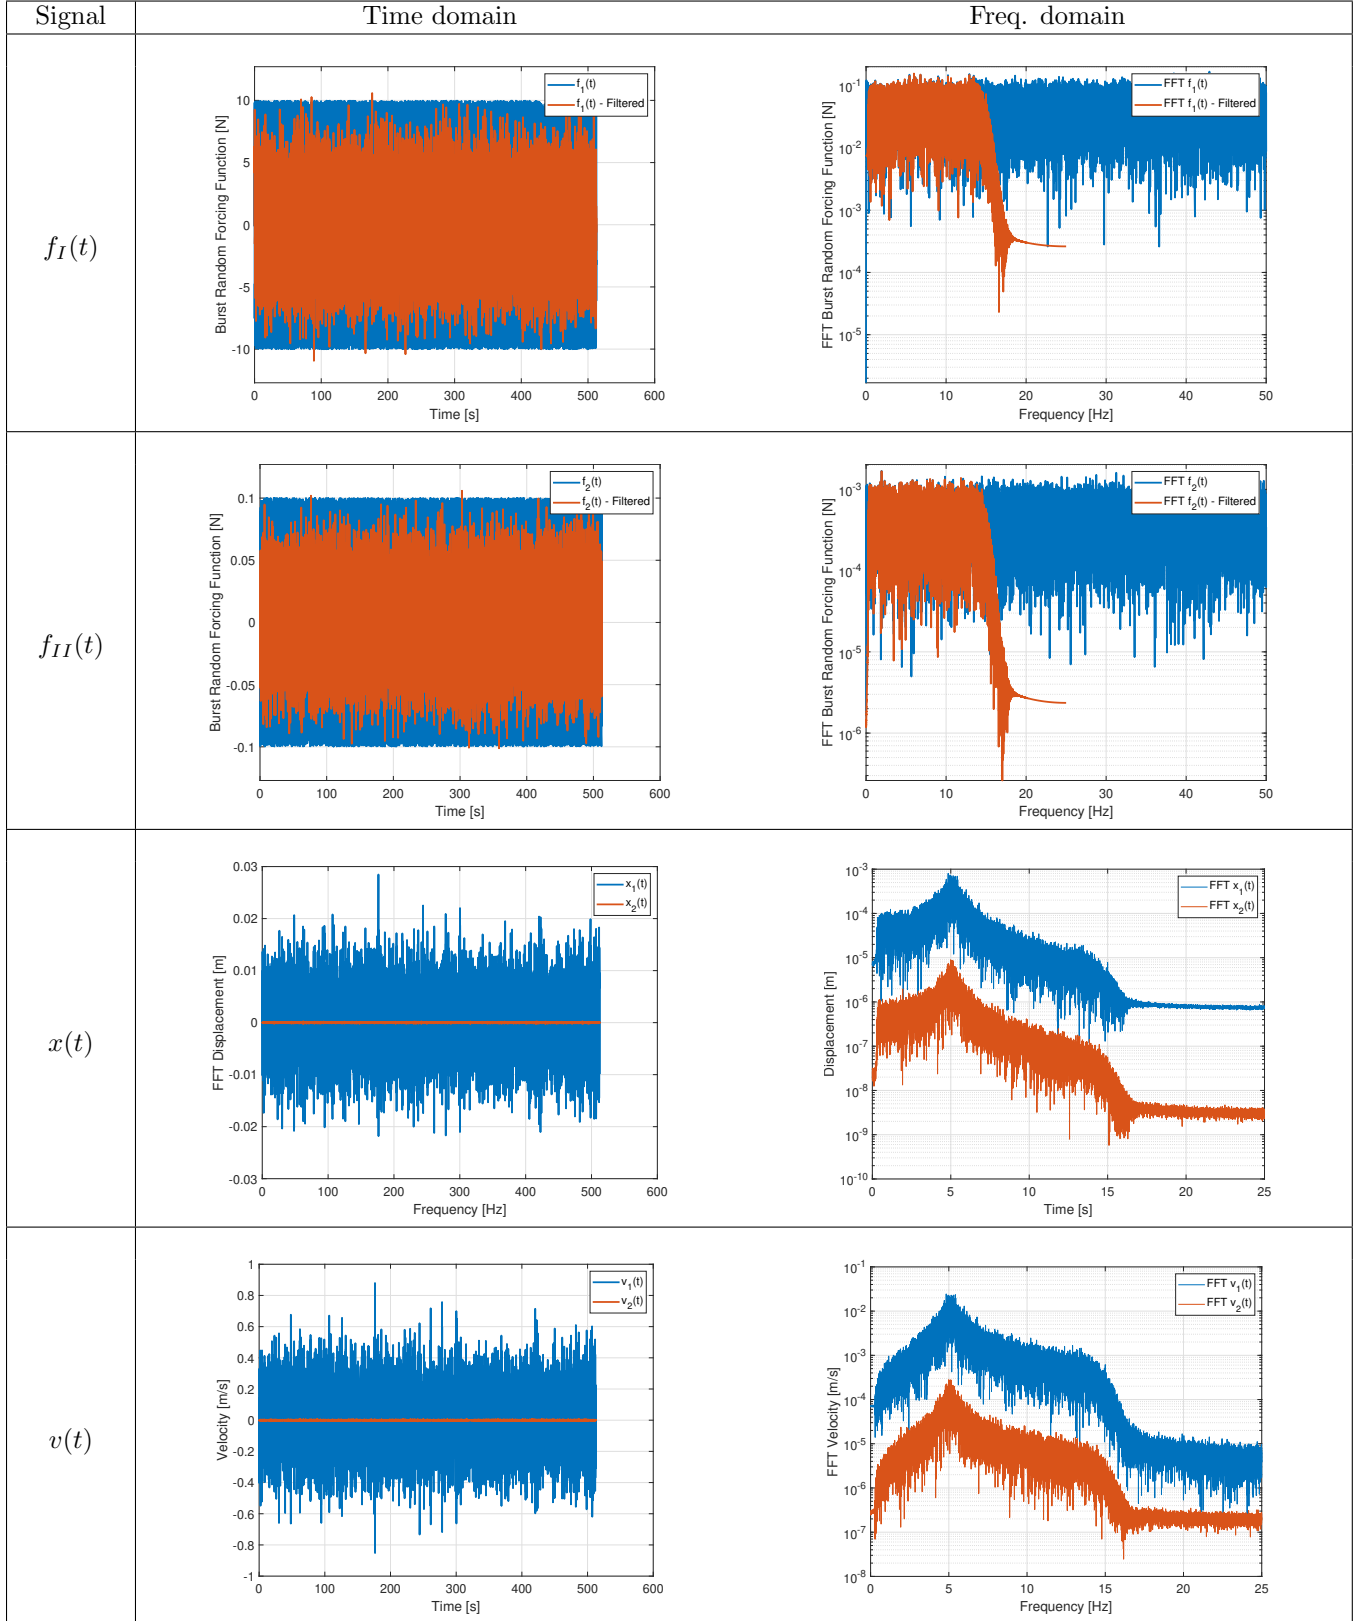 Signal Time domain Freq. domain
f_I(t)
Burst Random Forcing Function [N]
10
5
0
-5
-10
0 100 200 300 400 500 600
Time [s]
f_1(t)
f_1(t) - Filtered
FFT Burst Random Forcing Function [N]
10^-1
10^-2
10^-3
10^-4
10^-5
0 10 20 30 40 50
Frequency [Hz]
FFT f_1(t)
FFT f_1(t) - Filtered
f_{II}(t)
Burst Random Forcing Function [N]
0.1
0.05
0
-0.05
-0.1
0 100 200 300 400 500 600
Time [s]
f_2(t)
f_2(t) - Filtered
FFT Burst Random Forcing Function [N]
10^-3
10^-4
10^-5
10^-6
0 10 20 30 40 50
Frequency [Hz]
FFT f_2(t)
FFT f_2(t) - Filtered
x(t)
FFT Displacement [m]
0.03
0.02
0.01
0
-0.01
-0.02
-0.03
0 100 200 300 400 500 600
Frequency [Hz]
x_1(t)
x_2(t)
Displacement [m]
10^-3
10^-4
10^-5
10^-6
10^-7
10^-8
10^-9
10^-10
0 5 10 15 20 25
Time [s]
FFT x_1(t)
FFT x_2(t)
v(t)
Velocity [m/s]
1
0.8
0.6
0.4
0.2
0
-0.2
-0.4
-0.6
-0.8
-1
0 100 200 300 400 500 600
Time [s]
v_1(t)
v_2(t)
FFT Velocity [m/s]
10^-1
10^-2
10^-3
10^-4
10^-5
10^-6
10^-7
10^-8
0 5 10 15 20 25
Frequency [Hz]
FFT v_1(t)
FFT v_2(t)